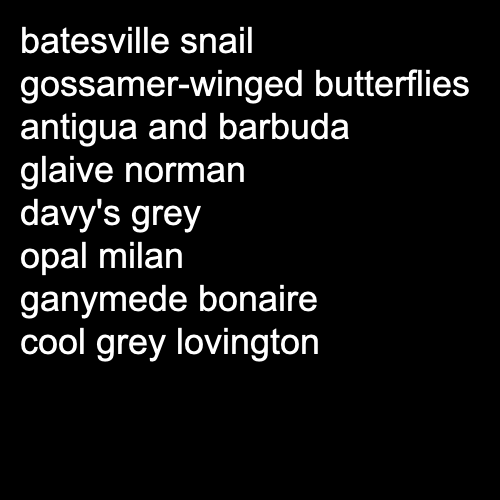 batesville snail
gossamer-winged butterflies
antigua and barbuda
glaive norman
davy's grey
opal milan
ganymede bonaire
cool grey lovington